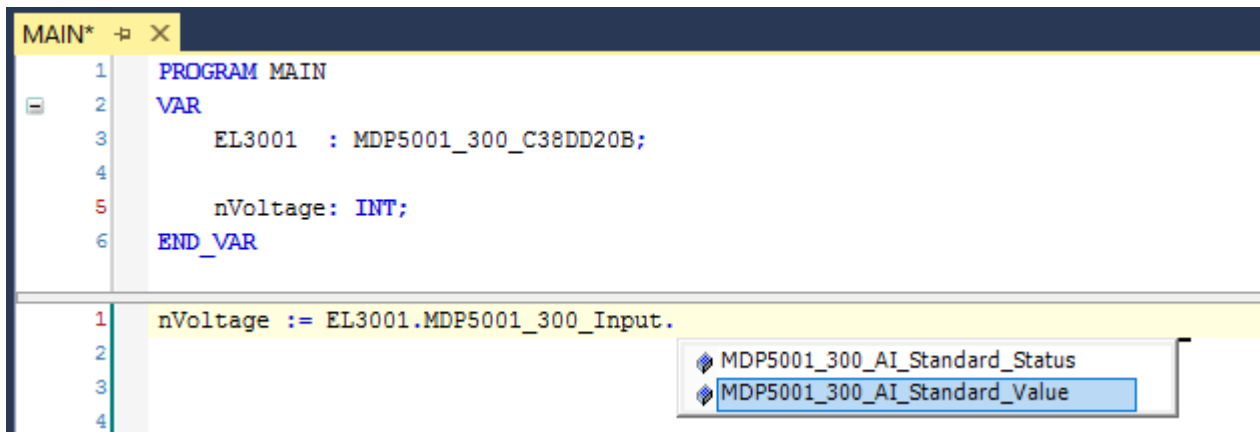 MAIN*
1 PROGRAM MAIN
2 VAR
3 EL3001 : MDP5001_300_C38DD20B;
4
5 nVoltage: INT;
6 END_VAR
1 nVoltage := EL3001.MDP5001_300_Input.
2 MDP5001_300_AI_Standard_Status
3 MDP5001_300_AI_Standard_Value
4